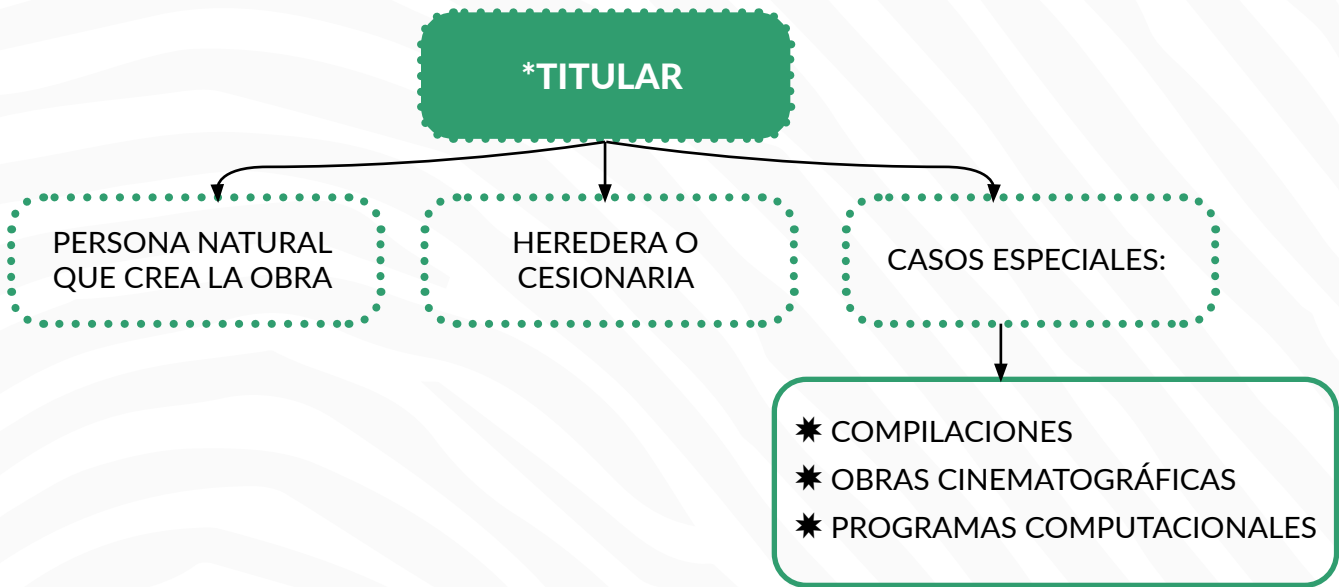 *TITULAR
PERSONA NATURAL
QUE CREA LA OBRA
HEREDERA O
CESIONARIA
CASOS ESPECIALES:
✷ COMPILACIONES
✷ OBRAS CINEMATOGRÁFICAS
✷ PROGRAMAS COMPUTACIONALES